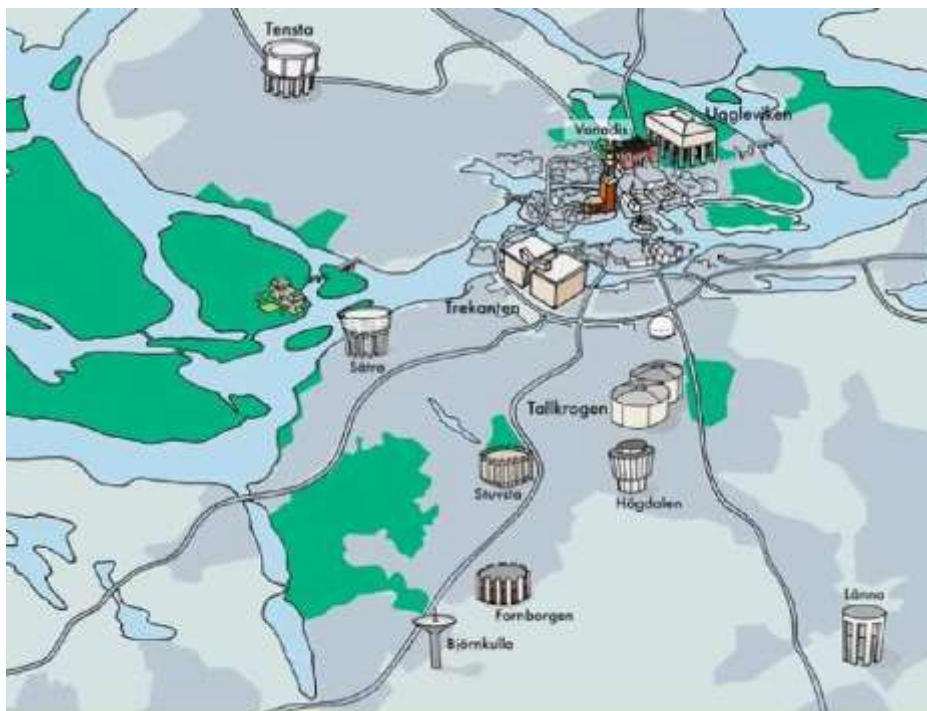 Tensta
Uggleviken
Vanadis
Trekanten
Sätra
Tallkrogen
Stuvsta
Högdalen
Fornborgen
Länna
Björnkulla